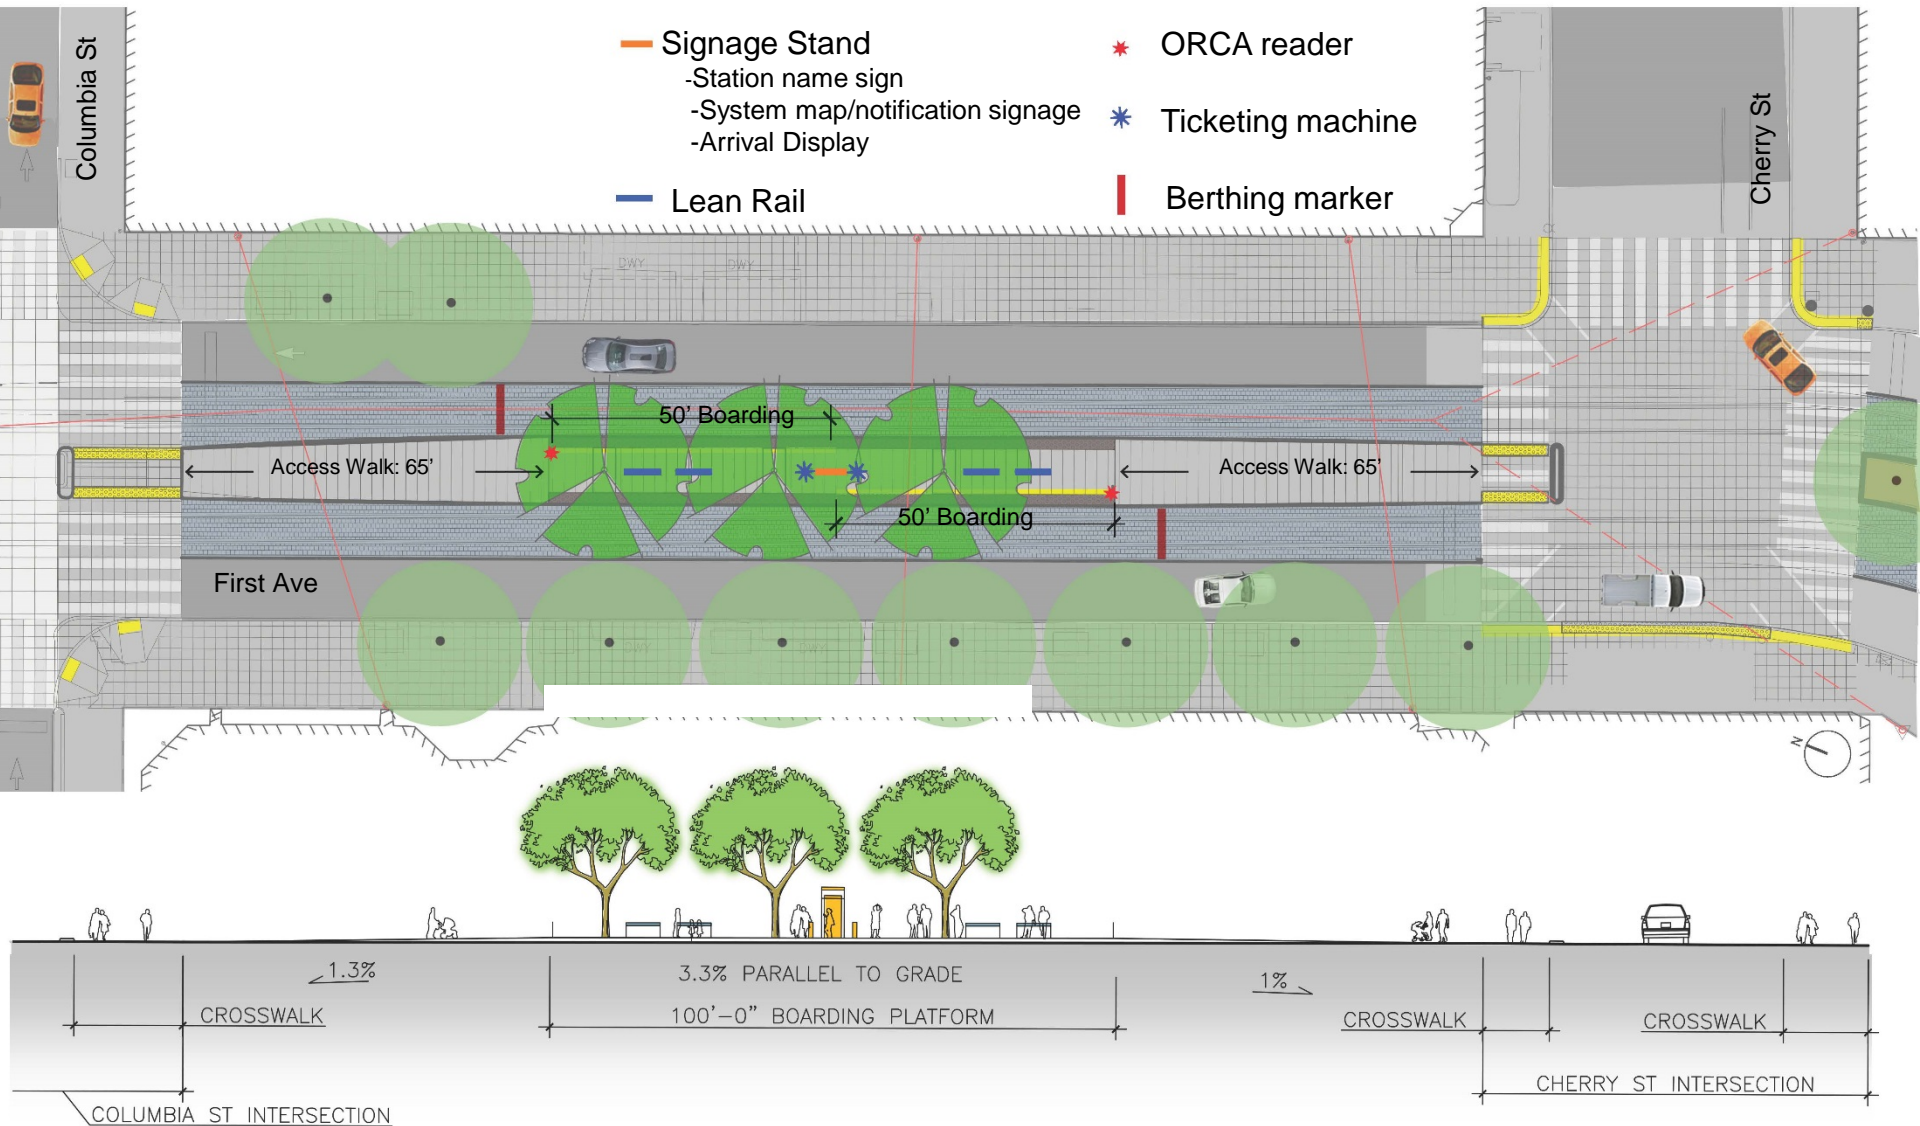 Columbia St
Signage Stand
-Station name sign
-System map/notification signage
-Arrival Display
Lean Rail
ORCA reader
Ticketing machine
Berthing marker
Cherry St
DWY
DWY
50’ Boarding
Access Walk: 65’
Access Walk: 65’
50’ Boarding
First Ave
DWY
N
1.3%
3.3% PARALLEL TO GRADE
1%
CROSSWALK
100’-0” BOARDING PLATFORM
CROSSWALK
CROSSWALK
CHERRY ST INTERSECTION
COLUMBIA ST INTERSECTION